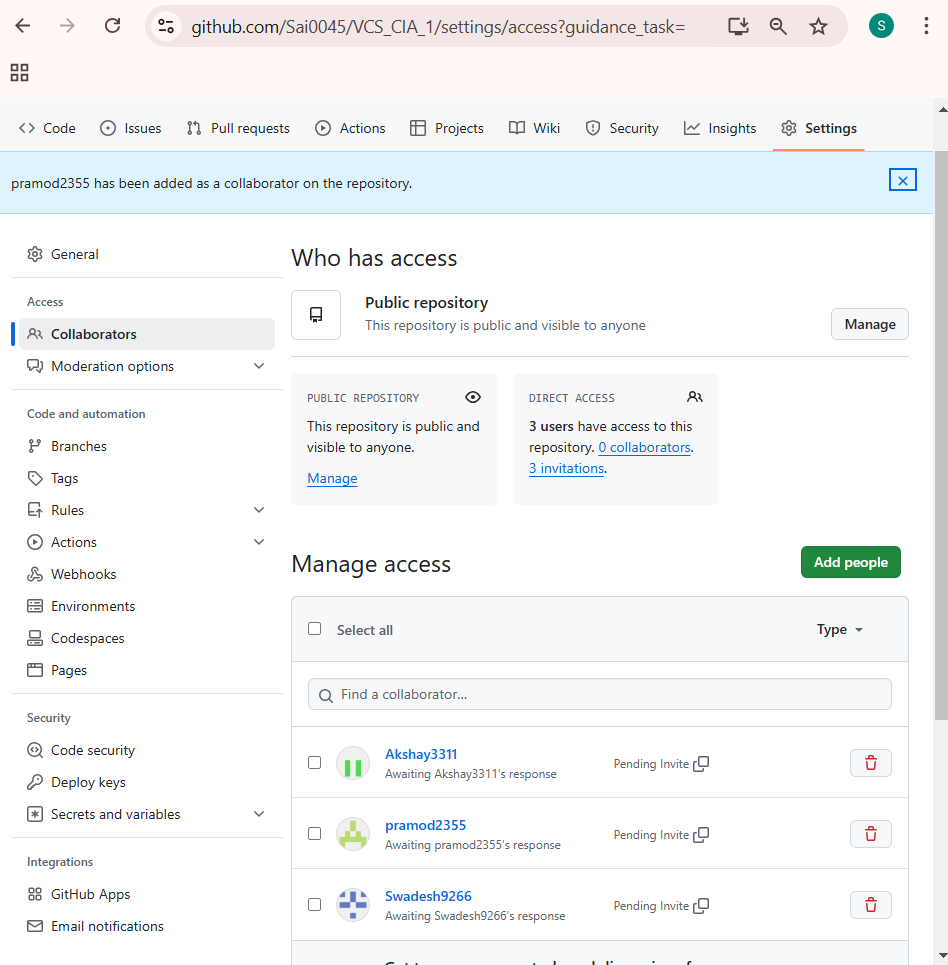 github.com/Sai0045/VCS_CIA_1/settings/access?guidance_task=
S
Code Issues Pull requests Actions Projects Wiki Security Insights Settings
pramod2355 has been added as a collaborator on the repository.
General
Access
Collaborators
Moderation options
Code and automation
Branches
Tags
Rules
Actions
Webhooks
Environments
Codespaces
Pages
Security
Code security
Deploy keys
Secrets and variables
Integrations
GitHub Apps
Email notifications
Who has access
Public repository
This repository is public and visible to anyone
Manage
PUBLIC REPOSITORY
This repository is public and
visible to anyone.
Manage
DIRECT ACCESS
3 users have access to this
repository. 0 collaborators.
3 invitations.
Manage access
Add people
Select all
Type
Find a collaborator...
Akshay3311
Awaiting Akshay3311's response
Pending Invite
pramod2355
Awaiting pramod2355's response
Pending Invite
Swadesh9266
Awaiting Swadesh9266's response
Pending Invite